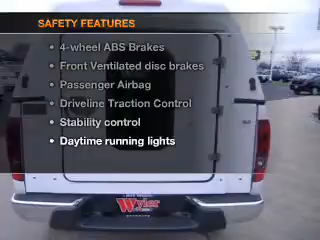 SAFETY FEATURES
• 4-wheel ABS Brakes
• Front Ventilated disc brakes
• Passenger Airbag
• Driveline Traction Control
• Stability control
• Daytime running lights
Wyler